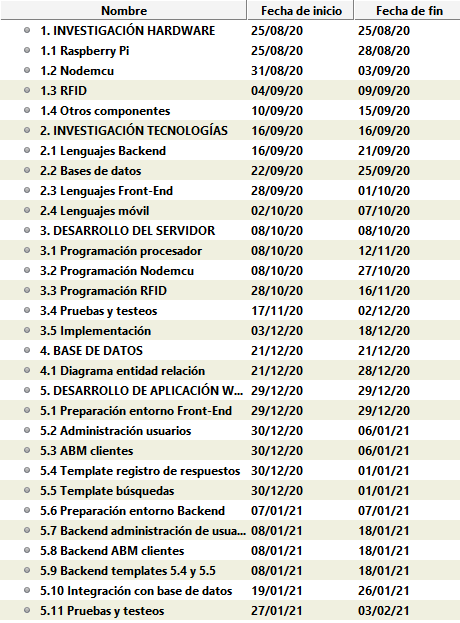 Nombre Fecha de inicio Fecha de fin
1. INVESTIGACIÓN HARDWARE 25/08/20 25/08/20
1.1 Raspberry Pi 25/08/20 28/08/20
1.2 Nodemcu 31/08/20 03/09/20
1.3 RFID 04/09/20 09/09/20
1.4 Otros componentes 10/09/20 15/09/20
2. INVESTIGACIÓN TECNOLOGÍAS 16/09/20 16/09/20
2.1 Lenguajes Backend 16/09/20 21/09/20
2.2 Bases de datos 22/09/20 25/09/20
2.3 Lenguajes Front-End 28/09/20 01/10/20
2.4 Lenguajes móvil 02/10/20 07/10/20
3. DESARROLLO DEL SERVIDOR 08/10/20 08/10/20
3.1 Programación procesador 08/10/20 12/11/20
3.2 Programación Nodemcu 08/10/20 27/10/20
3.3 Programación RFID 28/10/20 16/11/20
3.4 Pruebas y testeos 17/11/20 02/12/20
3.5 Implementación 03/12/20 18/12/20
4. BASE DE DATOS 21/12/20 21/12/20
4.1 Diagrama entidad relación 21/12/20 28/12/20
5. DESARROLLO DE APLICACIÓN W... 29/12/20 29/12/20
5.1 Preparación entorno Front-End 29/12/20 29/12/20
5.2 Administración usuarios 30/12/20 06/01/21
5.3 ABM clientes 30/12/20 06/01/21
5.4 Template registro de respuestos 30/12/20 01/01/21
5.5 Template búsquedas 30/12/20 01/01/21
5.6 Preparación entorno Backend 07/01/21 07/01/21
5.7 Backend administración de usua... 08/01/21 18/01/21
5.8 Backend ABM clientes 08/01/21 18/01/21
5.9 Backend templates 5.4 y 5.5 08/01/21 18/01/21
5.10 Integración con base de datos 19/01/21 26/01/21
5.11 Pruebas y testeos 27/01/21 03/02/21